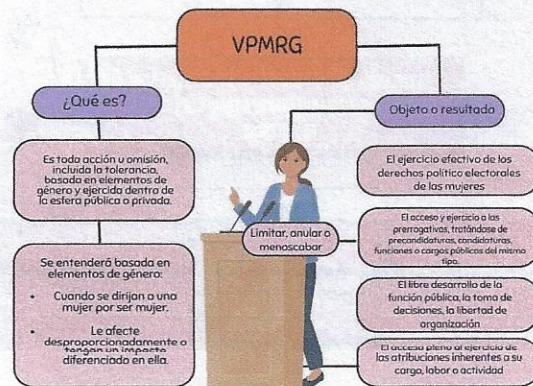 VPMRG
¿Qué es?
Es toda acción u omisión,
incluida la tolerancia,
basada en elementos de
género y ejercida dentro de
la esfera pública o privada.
Se entenderá basada en
elementos de género:
• Cuando se dirijan a una
mujer por ser mujer.
• Le afecte
desproporcionadamente o
tengan un impacto
diferenciado en ella.
Objeto o resultado
Limitar, anular o
menoscabar
El ejercicio efectivo de los
derechos político electorales
de las mujeres
El acceso y ejercicio a las
prerrogativas, tratándose de
precandidaturas, candidaturas,
funciones o cargos públicos del mismo
tipo.
El libre desarrollo de la
función pública, la toma de
decisiones, la libertad de
organización
El acceso pleno al ejercicio de
las atribuciones inherentes a su
cargo, labor o actividad